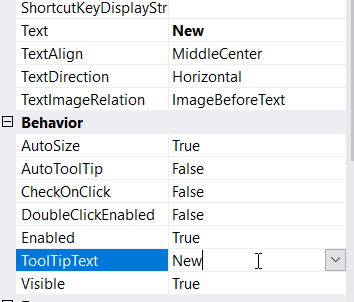 ShortcutKeyDisplayStr
Text New
TextAlign MiddleCenter
TextDirection Horizontal
TextImageRelation ImageBeforeText
Behavior
AutoSize True
AutoToolTip False
CheckOnClick False
DoubleClickEnabled False
Enabled True
ToolTipText New
Visible True